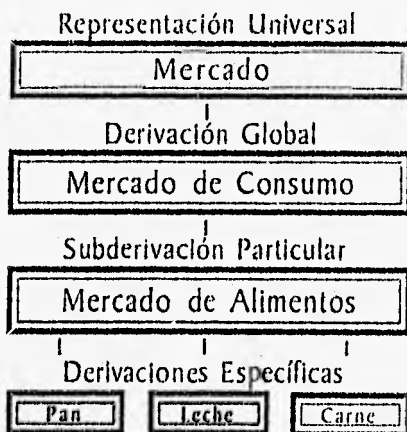 Representación Universal
Mercado
Derivación Global
Mercado de Consumo
Subderivación Particular
Mercado de Alimentos
Derivaciones Específicas
Pan Leche Carne